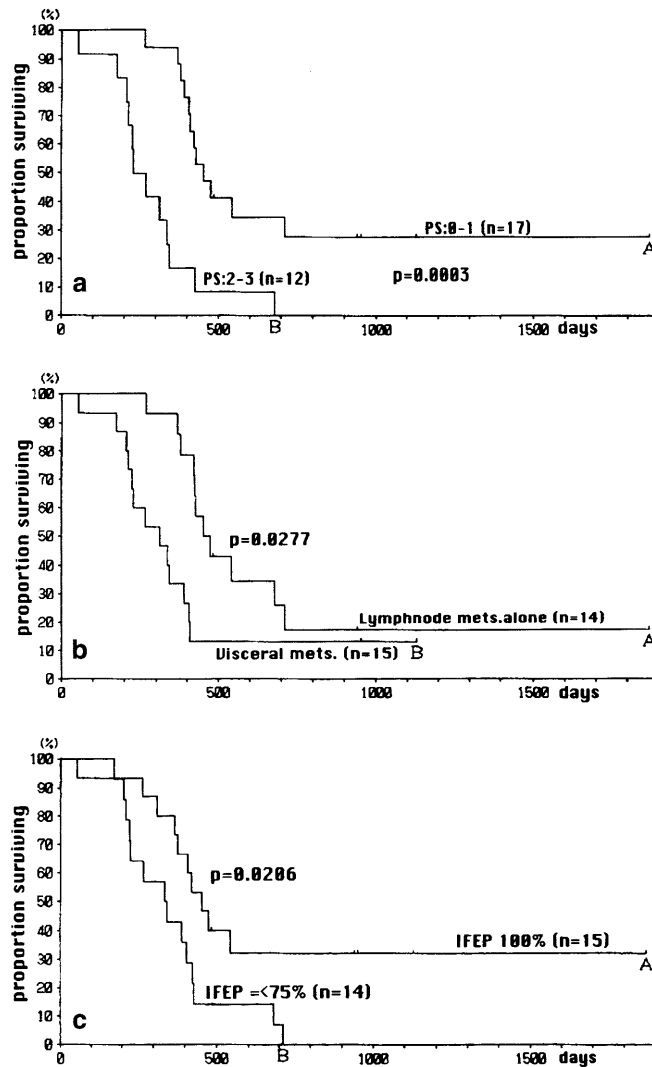 (%)
100
90
80
70
60
50
40
30
20
10
0
proportion surviving
PS:0-1 (n=17)
A
PS:2-3 (n=12)
p=0.0003
a
0
500
B
1000
1500
days
(%)
100
90
80
70
60
50
40
30
20
10
0
proportion surviving
p=0.0277
Lymphnode mets.alone (n=14)
A
Visceral mets. (n=15)
B
b
0
500
1000
1500
days
(%)
100
90
80
70
60
50
40
30
20
10
0
proportion surviving
p=0.0206
IFEP 100% (n=15)
A
IFEP =<75% (n=14)
c
0
500
B
1000
1500
days